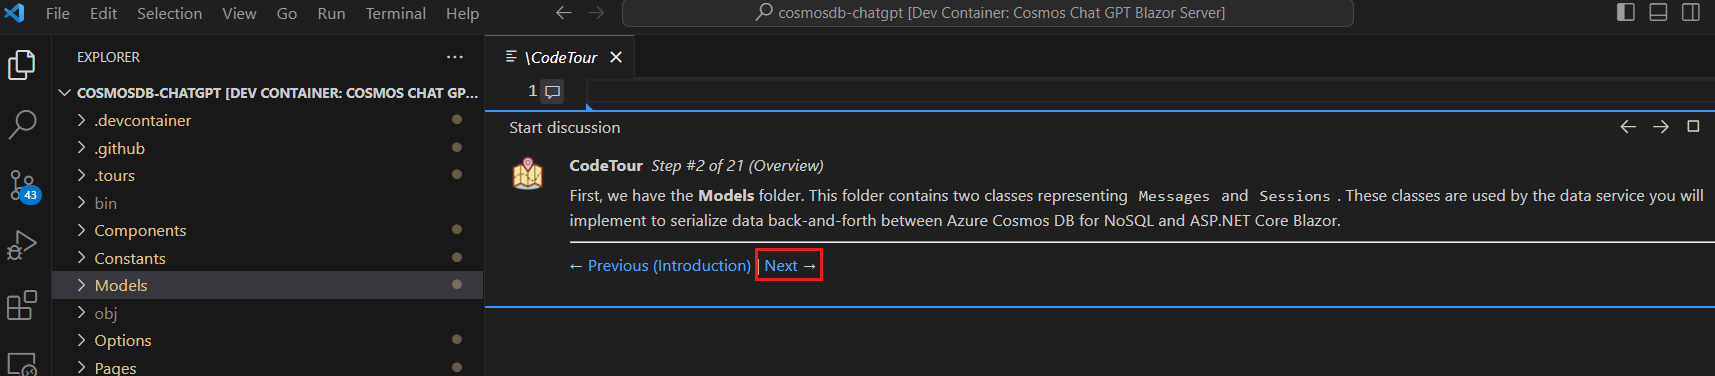 File Edit Selection View Go Run Terminal Help
cosmosdb-chatgpt [Dev Container: Cosmos Chat GPT Blazor Server]
EXPLORER
COSMOSDB-CHATGPT [DEV CONTAINER: COSMOS CHAT GP...
.devcontainer
.github
.tours
bin
Components
Constants
Models
obj
Options
Pages
43
\CodeTour
1
Start discussion
CodeTour Step #2 of 21 (Overview)
First, we have the Models folder. This folder contains two classes representing Messages and Sessions. These classes are used by the data service you will
implement to serialize data back-and-forth between Azure Cosmos DB for NoSQL and ASP.NET Core Blazor.
← Previous (Introduction) | Next →